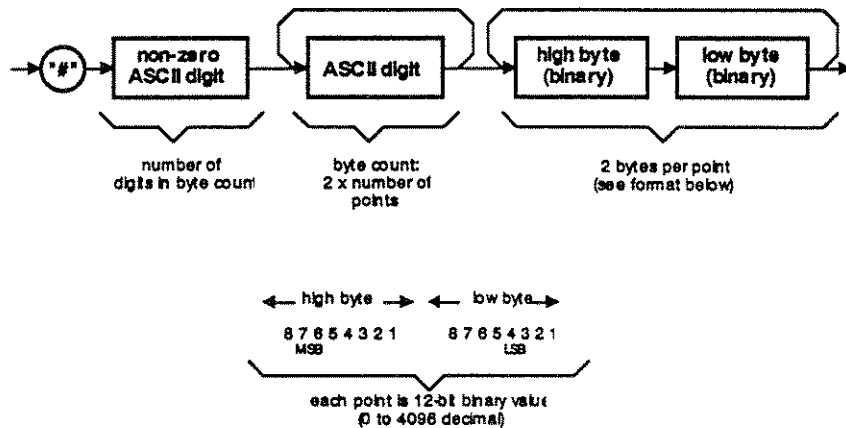 "#"
non-zero
ASCII digit
ASCII digit
high byte
(binary)
low byte
(binary)
number of
digits in byte count
byte count:
2 x number of
points
2 bytes per point
(see format below)
high byte
low byte
8 7 6 5 4 3 2 1
8 7 6 5 4 3 2 1
MSB
LSB
each point is 12-bit binary value
(0 to 4096 decimal)